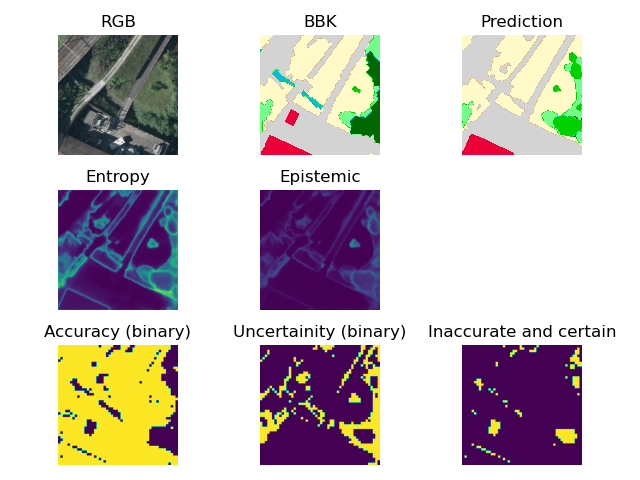 RGB
BBK
Prediction
Entropy
Epistemic
Accuracy (binary)
Uncertainity (binary)
Inaccurate and certain